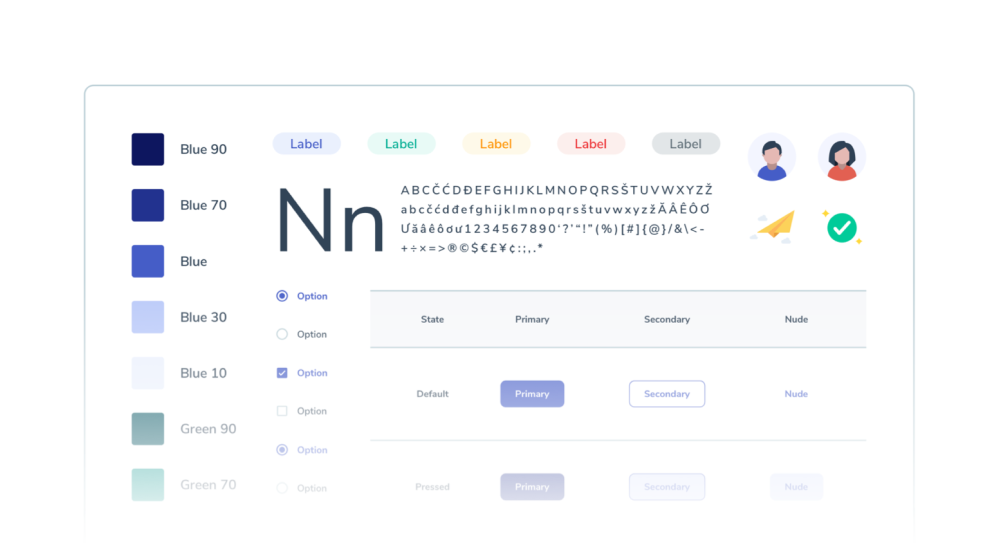 Blue 90
Blue 70
Blue
Blue 30
Blue 10
Green 90
Green 70
Label Label Label Label Label
Nn
ABCČĆDĐEFGHIJKLMNOPQRSŠTUVWXYZŽ
abcčćdđefghijklmnopqrsštuvwxyzžĂÂÊÔƠ
Ưăâêôơư1234567890‘?’“!”(%)[#]{@}/&\<-
+÷×=>®©$€£¥¢:;,.*
Option
Option
Option
Option
Option
Option
State Primary Secondary Nude
Default Primary Secondary Nude
Pressed Primary Secondary Nude